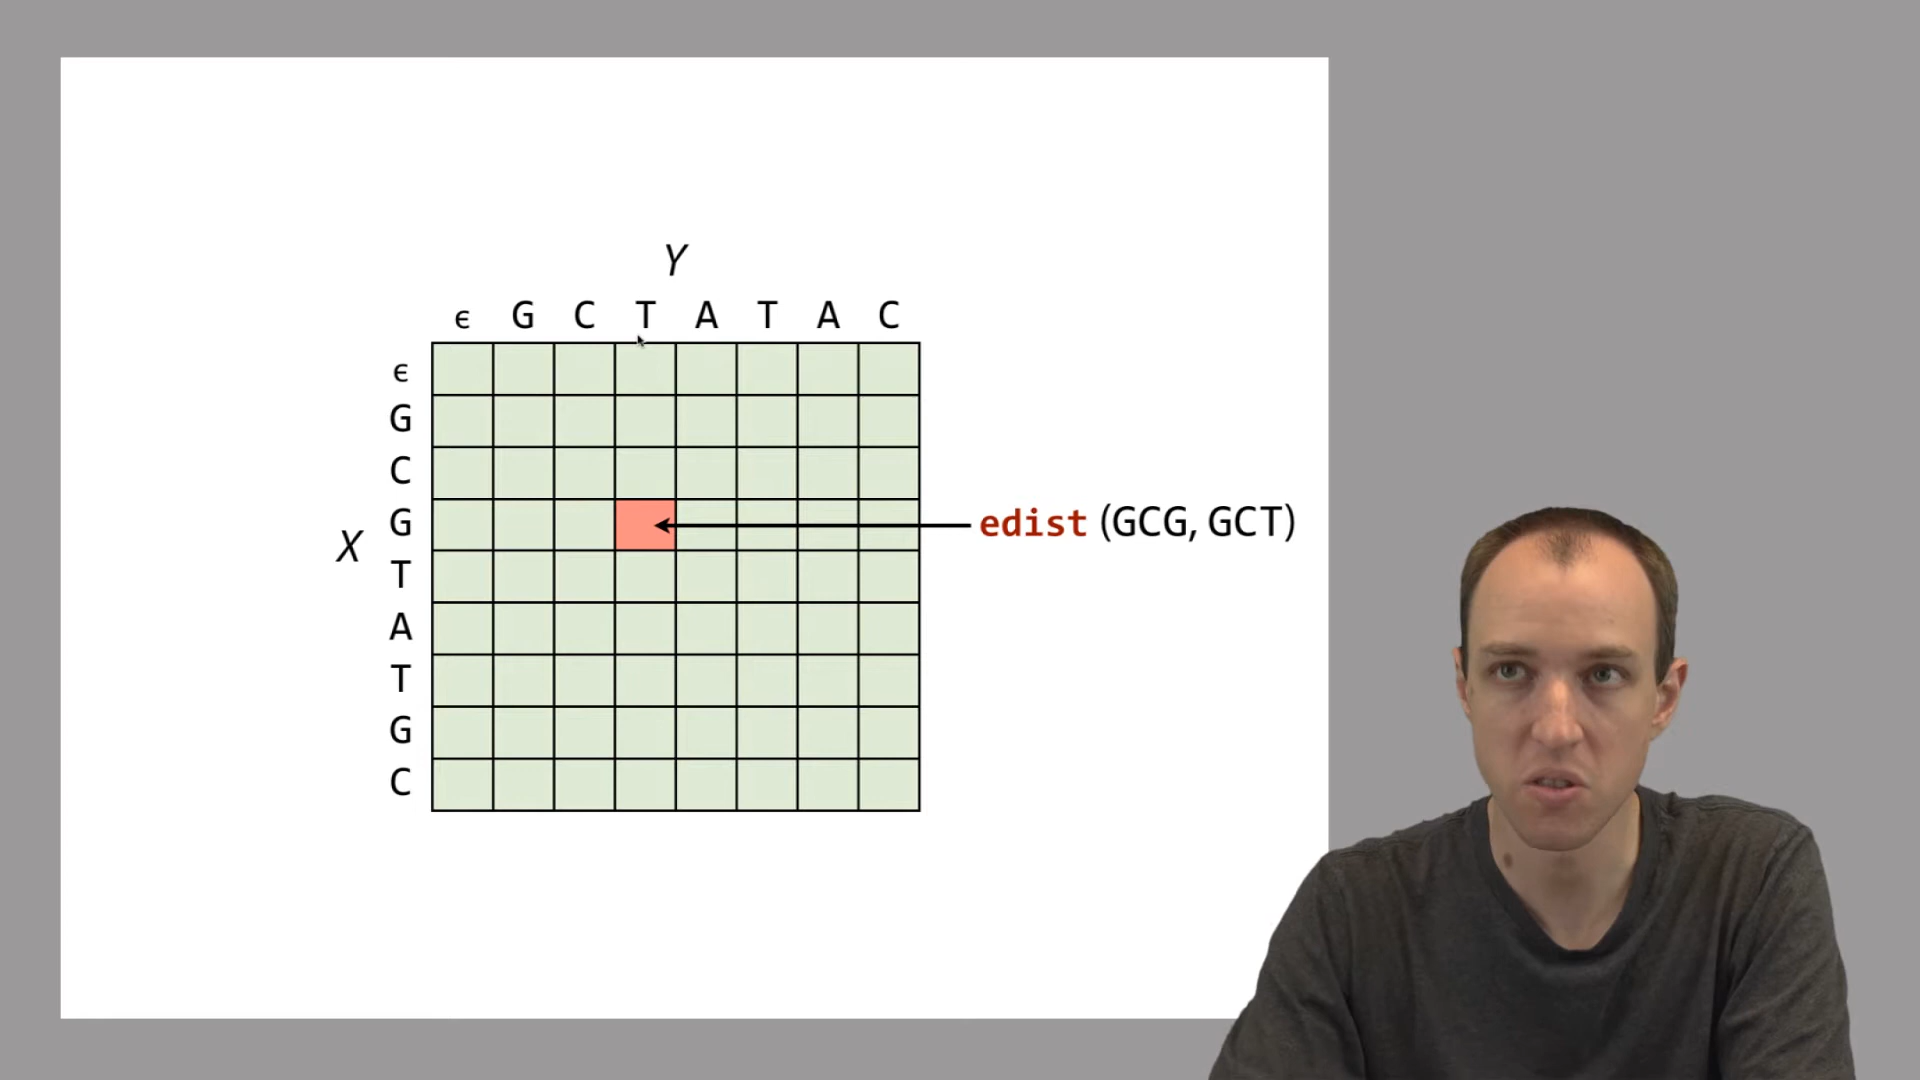 Y
ϵ G C T A T A C
ϵ
G
C
G
X
T
A
T
G
C
edist (GCG, GCT)